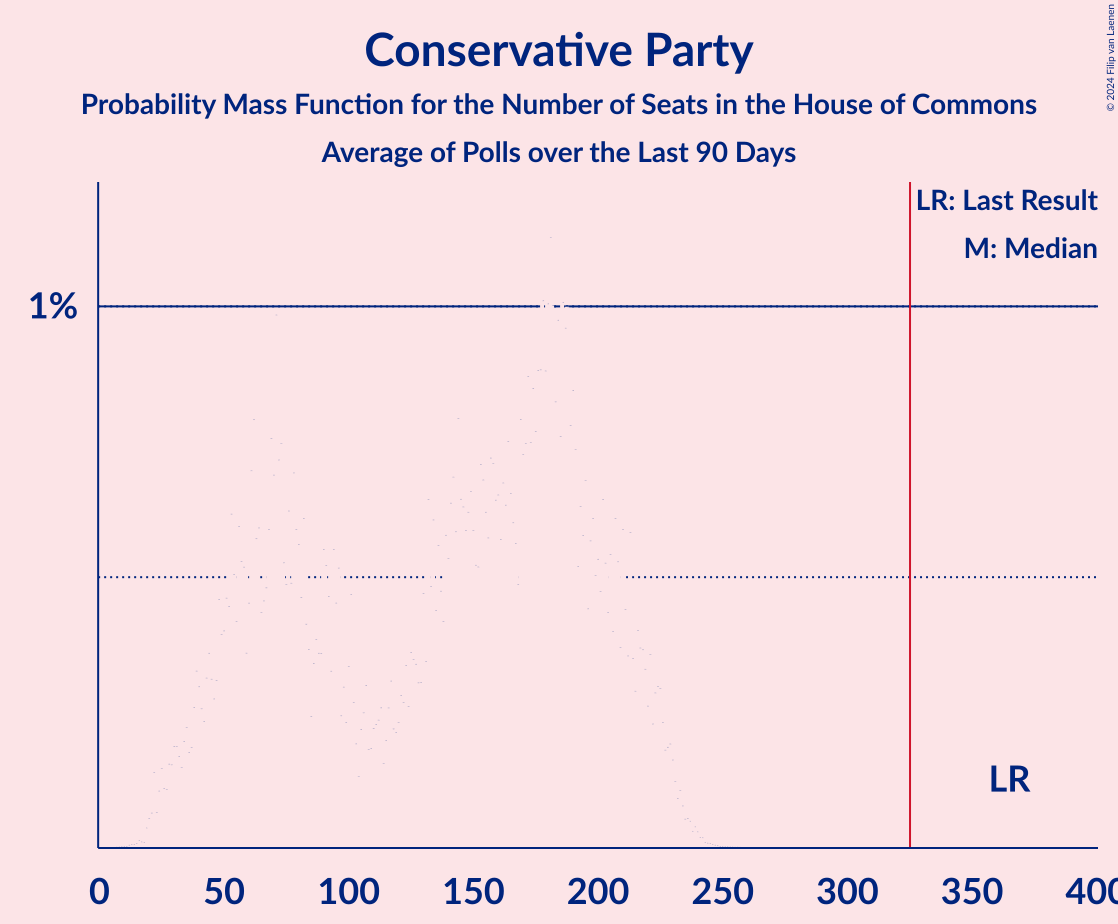 Conservative Party
Probability Mass Function for the Number of Seats in the House of Commons
Average of Polls over the Last 90 Days
© 2024 Filip van Laenen
LR: Last Result
M: Median
1%
LR
0 50 100 150 200 250 300 350 400